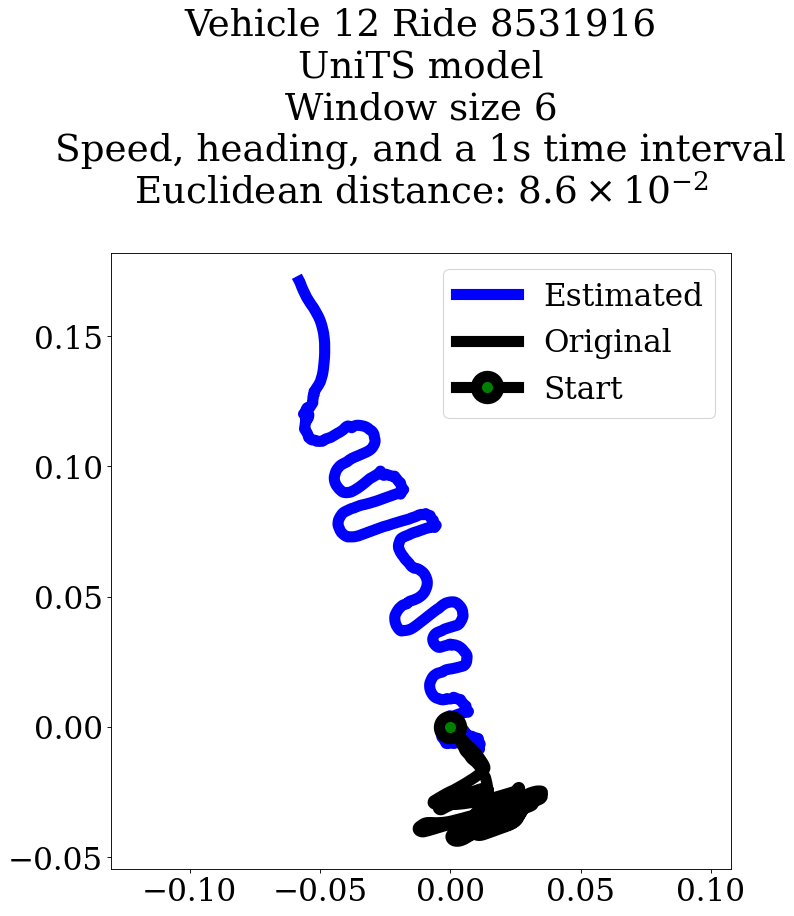 Vehicle 12 Ride 8531916
UniTS model
Window size 6
Speed, heading, and a 1s time interval
Euclidean distance: 8.6 × 10⁻²
Estimated
Original
Start
0.15
0.10
0.05
0.00
−0.05
−0.10 −0.05 0.00 0.05 0.10